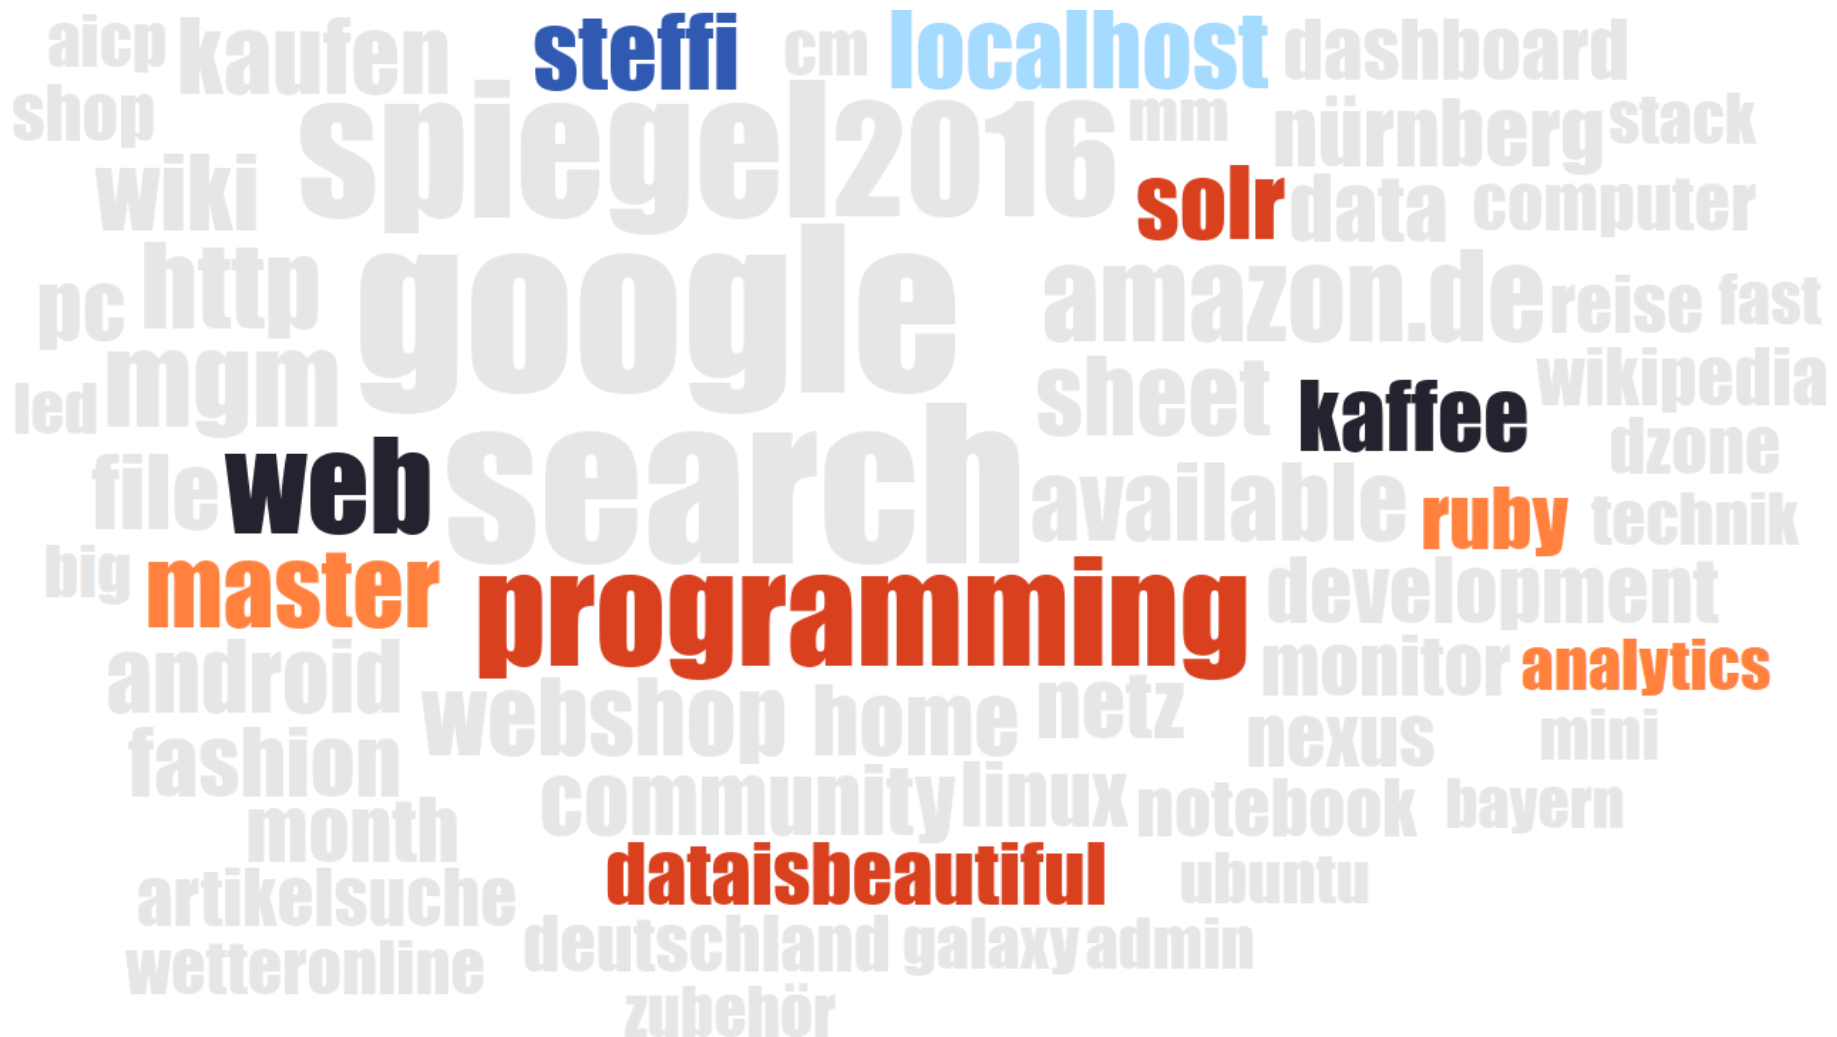 aicp kaufen steffi cm localhost dashboard
shop spiegel 2016 mm nürnberg stack
wiki solr data computer
pc http google amazon.de reise fast
led mgm sheet kaffee wikipedia
file web search available ruby dzone
technik
big master programming development
android monitor analytics
webshop home netz nexus mini
fashion community linux notebook bayern
month
artikelsuche dataisbeautiful ubuntu
wetteronline deutschland galaxy admin
zubehör